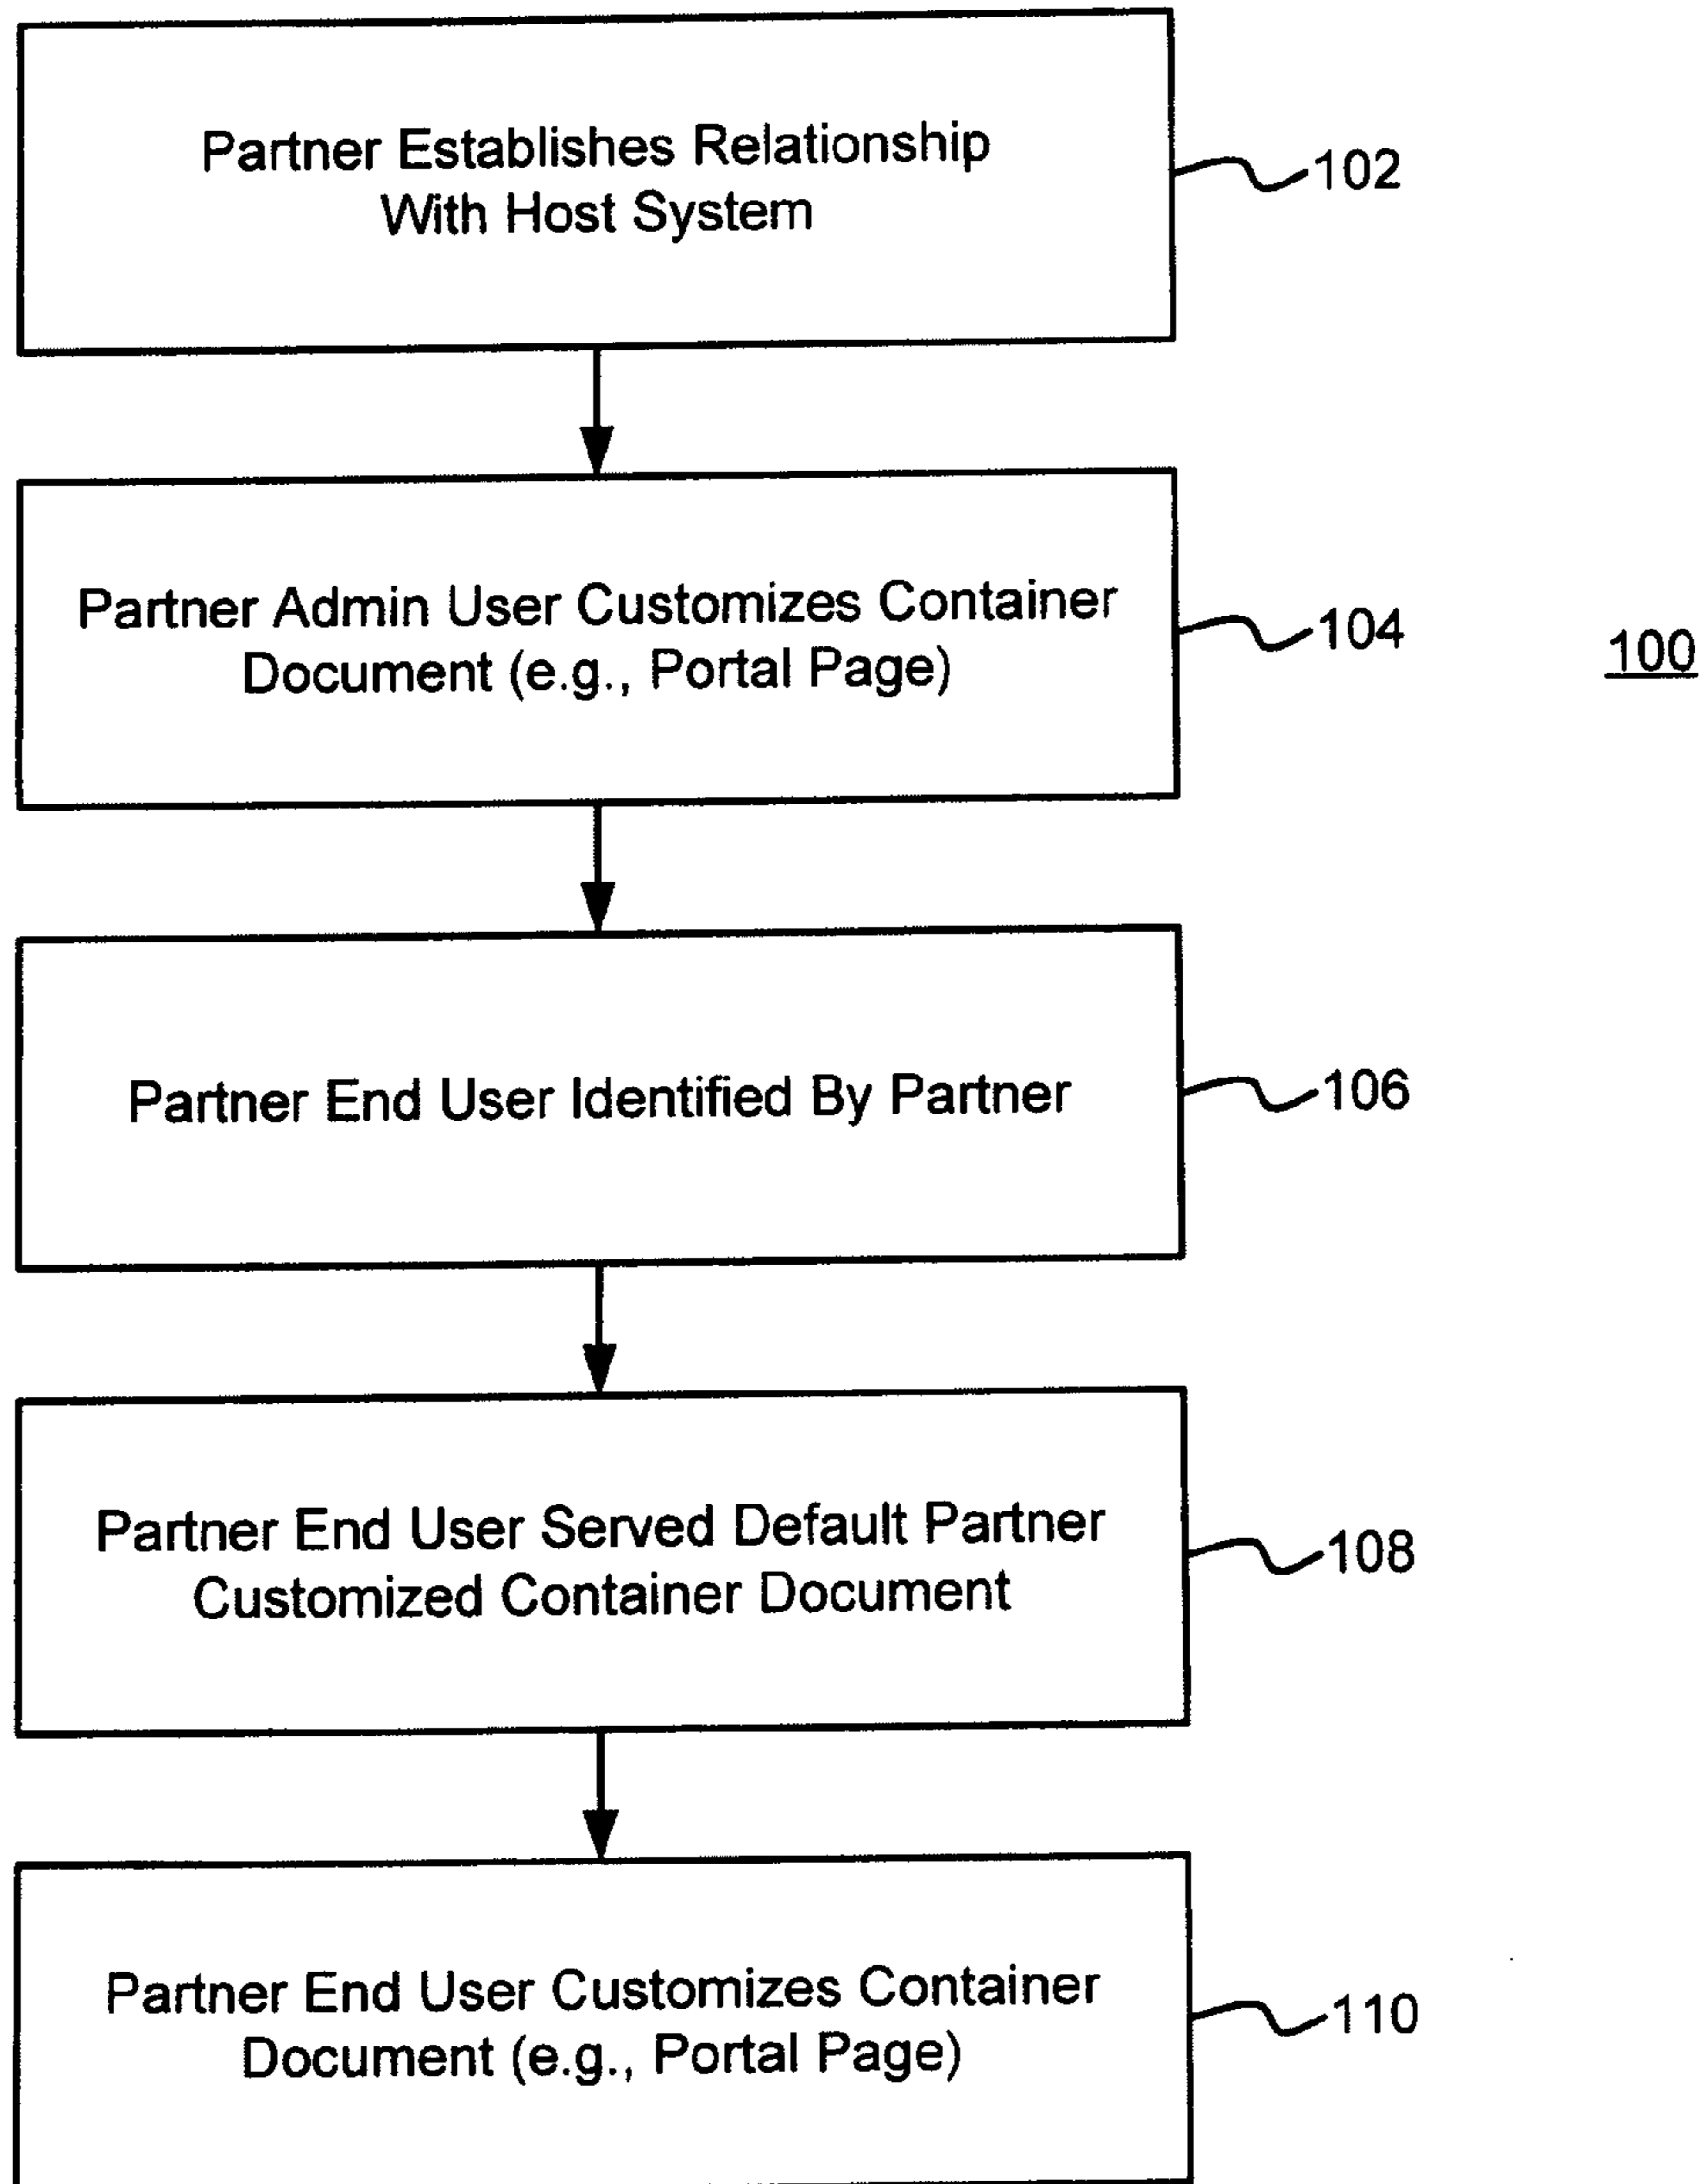 Partner Establishes Relationship
With Host System
102
Partner Admin User Customizes Container
Document (e.g., Portal Page)
104
100
Partner End User Identified By Partner
106
Partner End User Served Default Partner
Customized Container Document
108
Partner End User Customizes Container
Document (e.g., Portal Page)
110